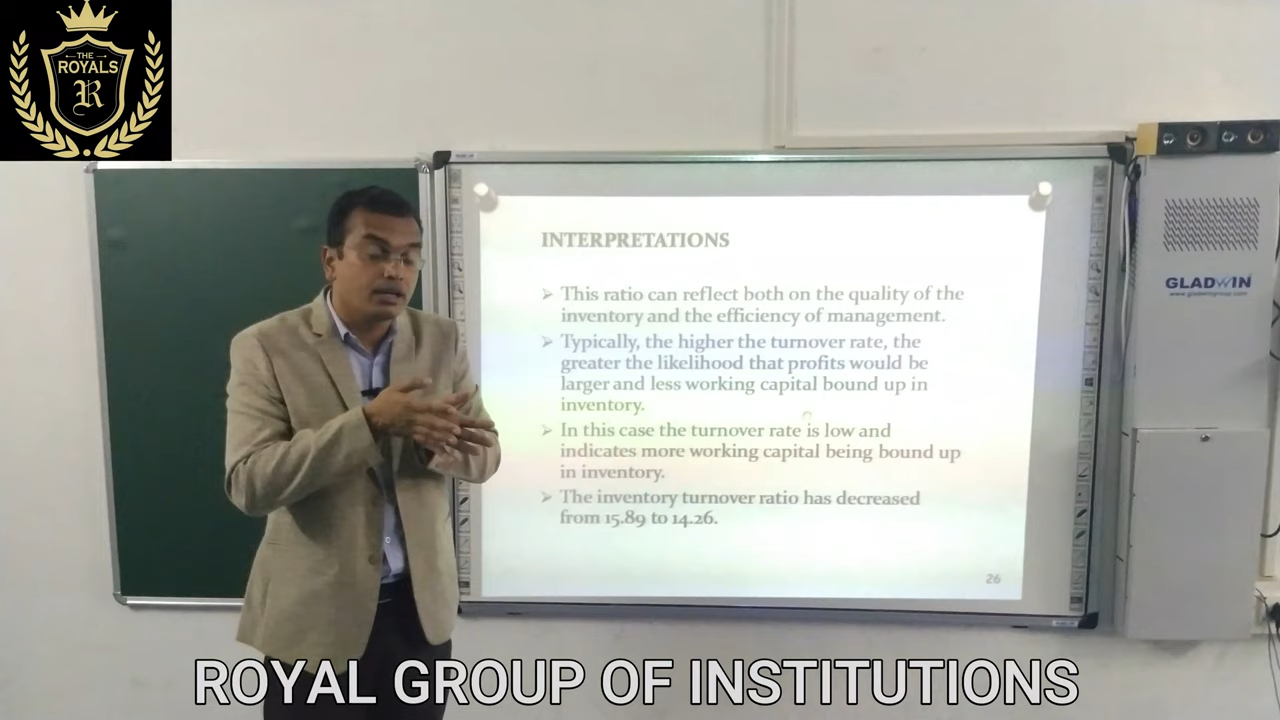 THE
ROYALS
R
INTERPRETATIONS
➢ This ratio can reflect both on the quality of the
inventory and the efficiency of management.
➢ Typically, the higher the turnover rate, the
greater the likelihood that profits would be
larger and less working capital bound up in
inventory.
➢ In this case the turnover rate is low and
indicates more working capital being bound up
in inventory.
➢ The inventory turnover ratio has decreased
from 15.89 to 14.26.
26
GLADWIN
www.gladwingroup.com
ROYAL GROUP OF INSTITUTIONS